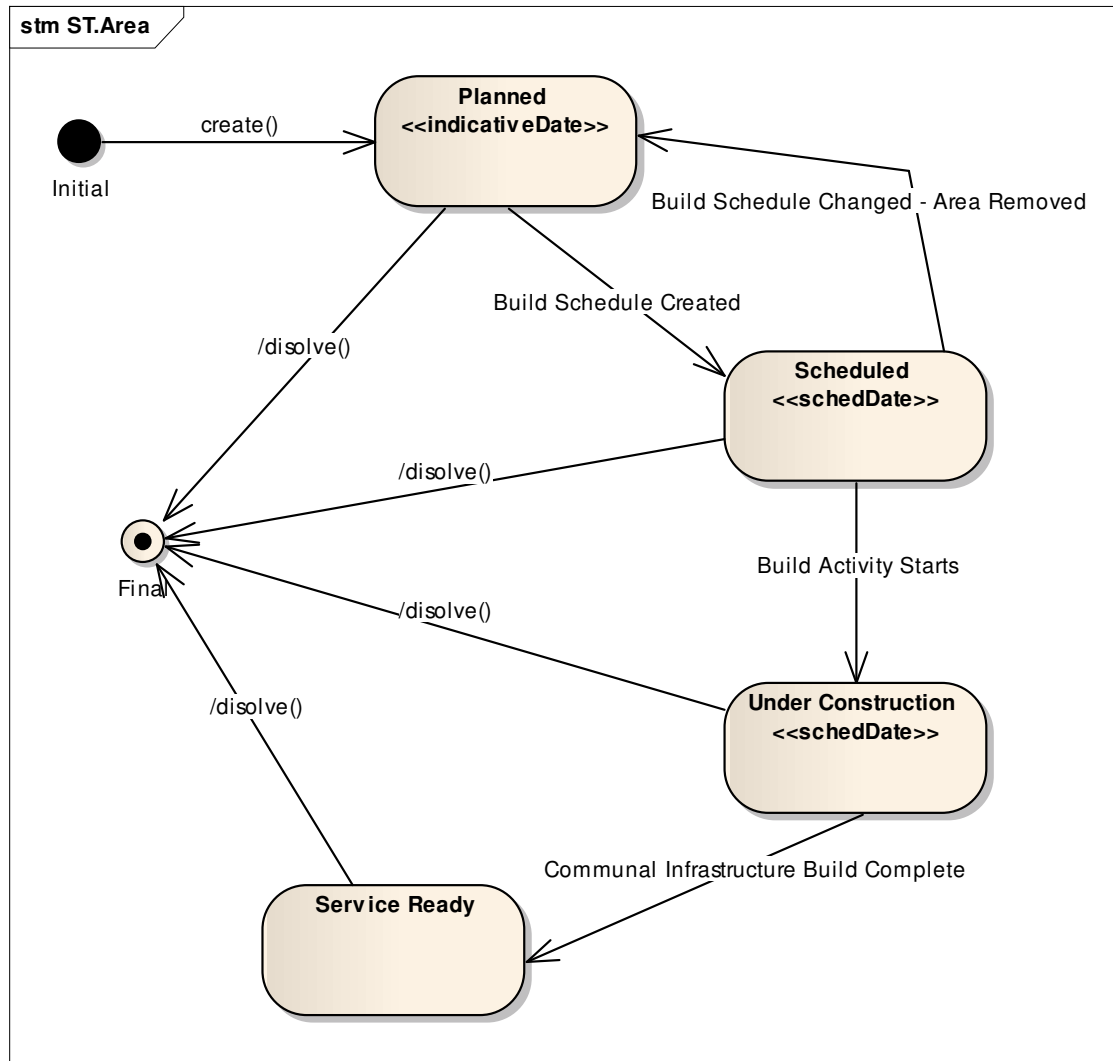 stm ST.Area
Planned
<<indicativeDate>>
create()
Initial
Build Schedule Changed - Area Removed
Build Schedule Created
/disolve()
Scheduled
<<schedDate>>
/disolve()
Build Activity Starts
Final
/disolve()
Under Construction
<<schedDate>>
/disolve()
Communal Infrastructure Build Complete
Service Ready